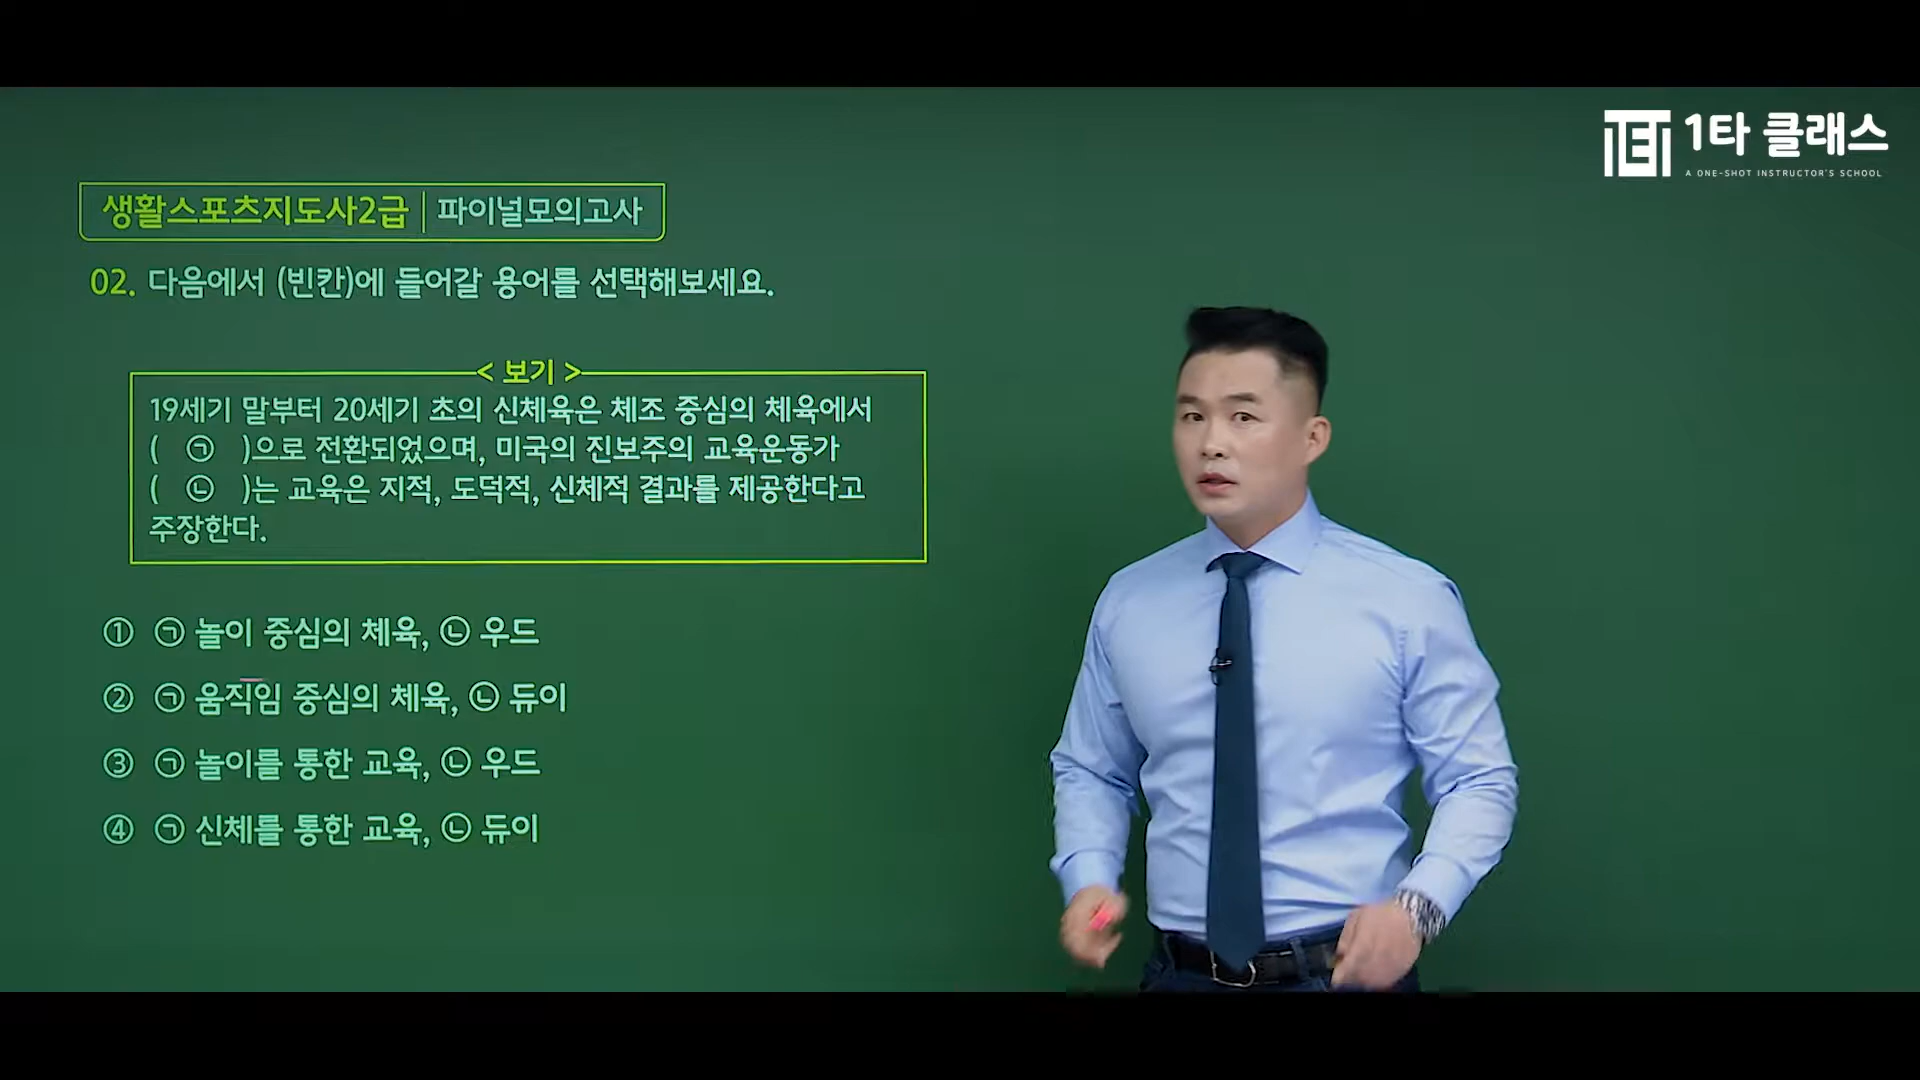 1타 클래스
A ONE-SHOT INSTRUCTOR'S SCHOOL
생활스포츠지도사2급 | 파이널모의고사
02. 다음에서 (빈칸)에 들어갈 용어를 선택해보세요.
< 보기 >
19세기 말부터 20세기 초의 신체육은 체조 중심의 체육에서
( ㉠ )으로 전환되었으며, 미국의 진보주의 교육운동가
( ㉡ )는 교육은 지적, 도덕적, 신체적 결과를 제공한다고
주장한다.
① ㉠ 놀이 중심의 체육, ㉡ 우드
② ㉠ 움직임 중심의 체육, ㉡ 듀이
③ ㉠ 놀이를 통한 교육, ㉡ 우드
④ ㉠ 신체를 통한 교육, ㉡ 듀이